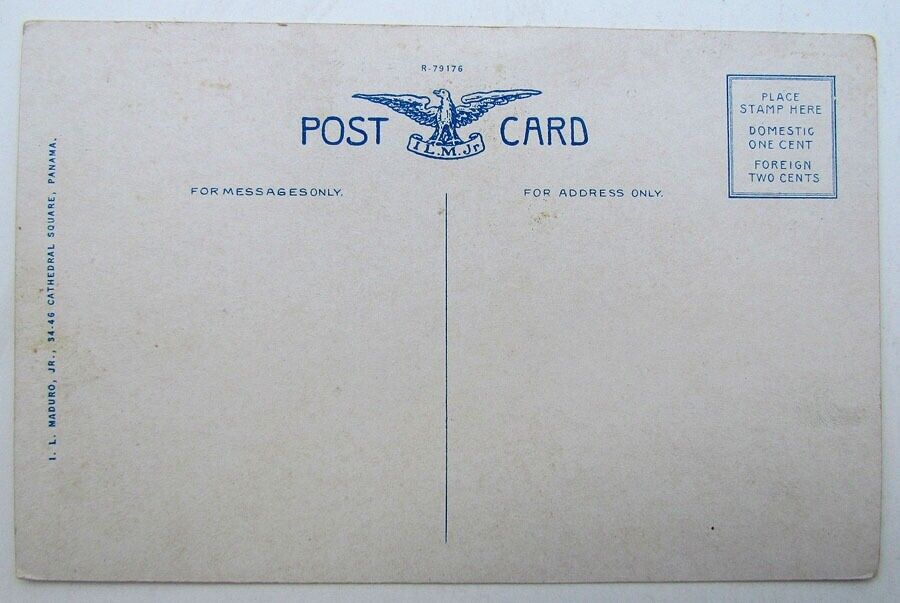 R-79176
POST CARD
I.L.M.Jr
PLACE
STAMP HERE
DOMESTIC
ONE CENT
FOREIGN
TWO CENTS
FOR MESSAGES ONLY.
FOR ADDRESS ONLY.
I. L. MADURO, JR., 34-46 CATHEDRAL SQUARE, PANAMA.